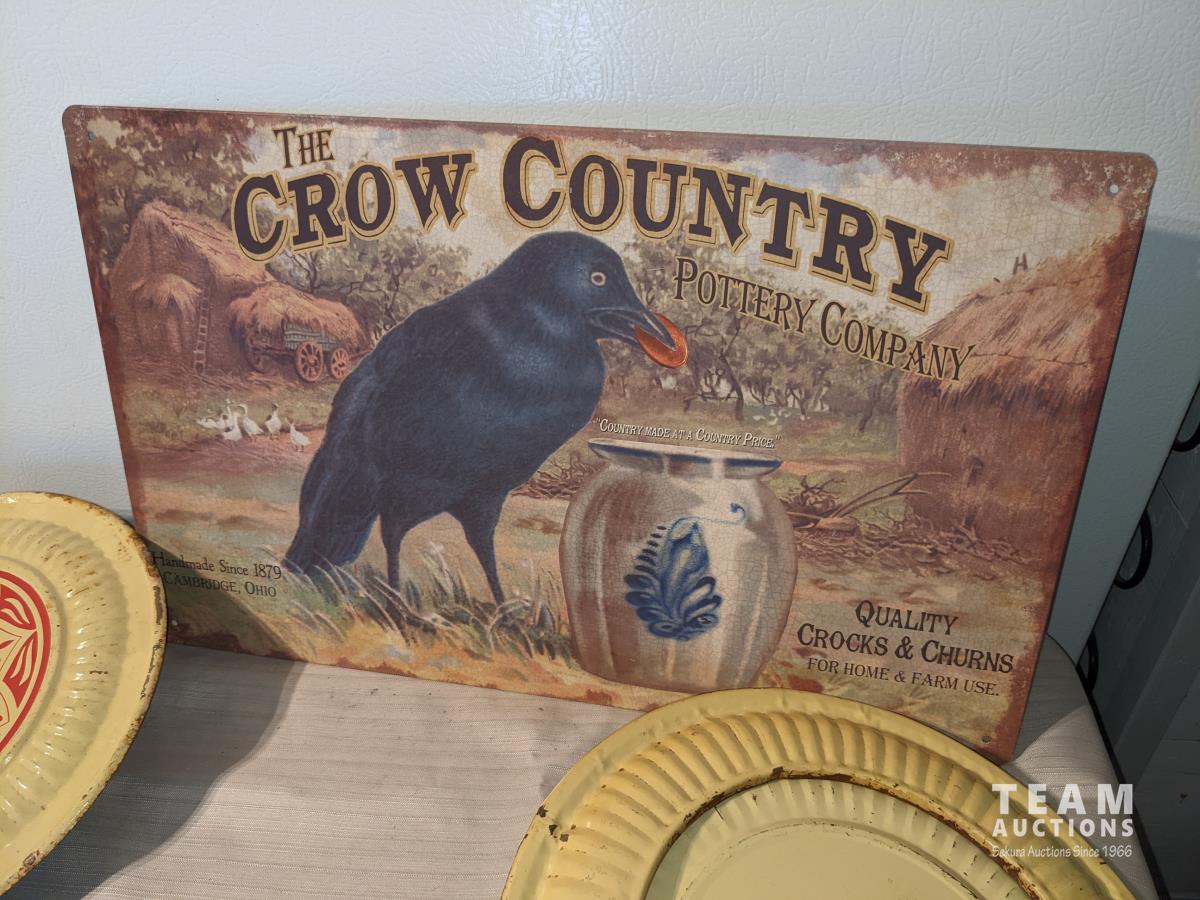 THE
CROW COUNTRY
POTTERY COMPANY
"COUNTRY MADE AT A COUNTRY PRICE."
Handmade Since 1879
CAMBRIDGE, OHIO
QUALITY
CROCKS & CHURNS
FOR HOME & FARM USE.
TEAM
AUCTIONS
Gakura Auctions Since 1966